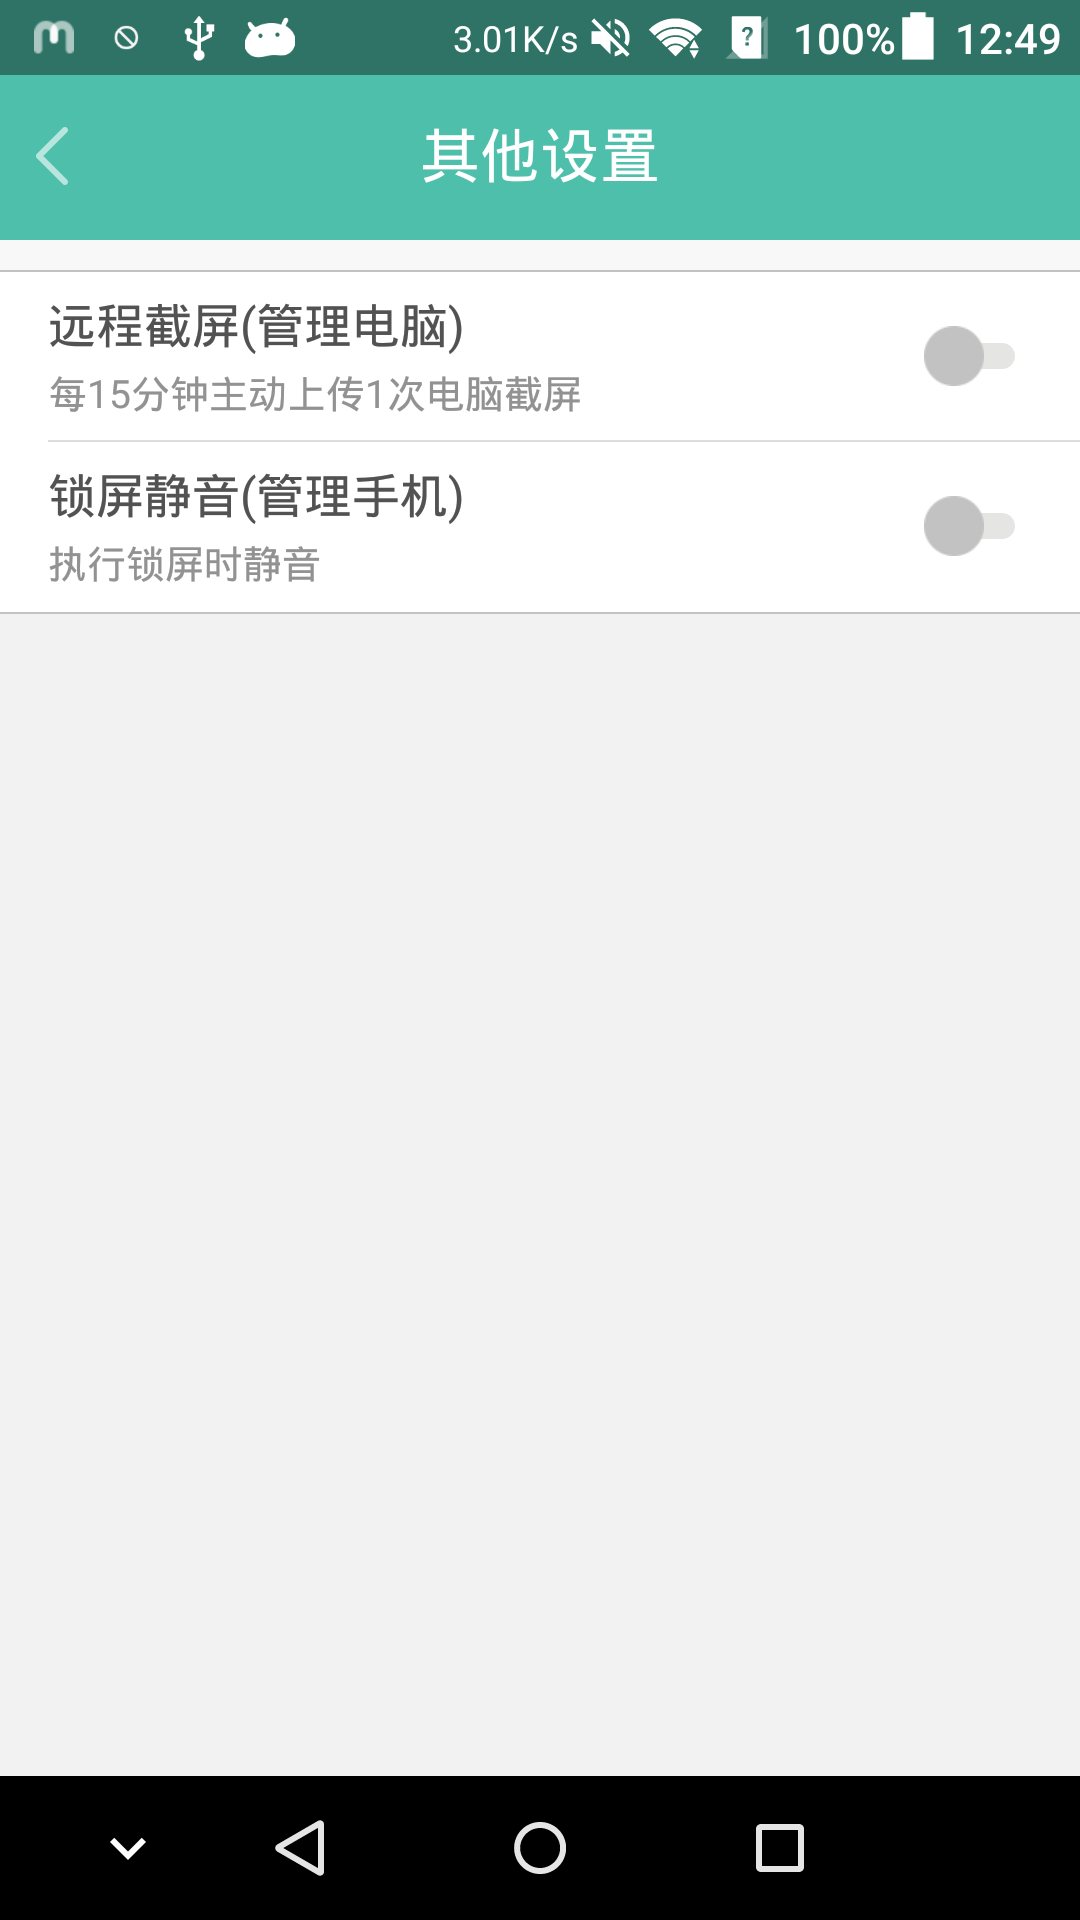 3.01K/s 100% 12:49
其他设置
远程截屏(管理电脑)
每15分钟主动上传1次电脑截屏
锁屏静音(管理手机)
执行锁屏时静音